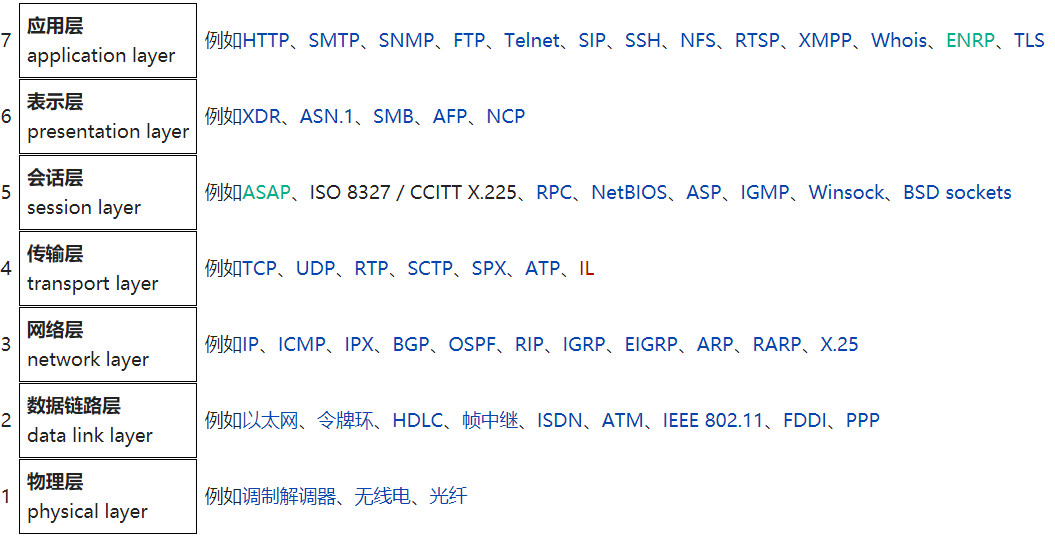 应用层
7 application layer 例如HTTP、SMTP、SNMP、FTP、Telnet、SIP、SSH、NFS、RTSP、XMPP、Whois、ENRP、TLS
表示层
6 presentation layer 例如XDR、ASN.1、SMB、AFP、NCP
会话层
5 session layer 例如ASAP、ISO 8327 / CCITT X.225、RPC、NetBIOS、ASP、IGMP、Winsock、BSD sockets
传输层
4 transport layer 例如TCP、UDP、RTP、SCTP、SPX、ATP、IL
网络层
3 network layer 例如IP、ICMP、IPX、BGP、OSPF、RIP、IGRP、EIGRP、ARP、RARP、X.25
数据链路层
2 data link layer 例如以太网、令牌环、HDLC、帧中继、ISDN、ATM、IEEE 802.11、FDDI、PPP
物理层
1 physical layer 例如调制解调器、无线电、光纤